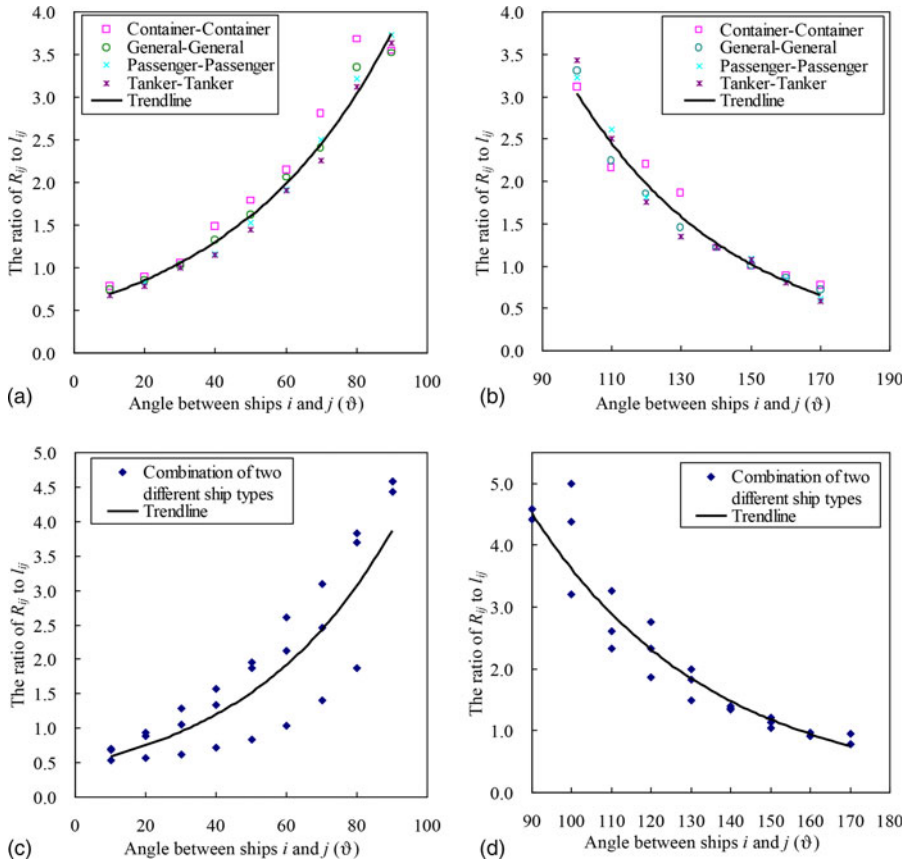 4.0
3.5
3.0
2.5
2.0
1.5
1.0
0.5
0.0
The ratio of Rij to lij
Container-Container
General-General
Passenger-Passenger
Tanker-Tanker
Trendline
0 20 40 60 80 100
(a) Angle between ships i and j (ϑ)
4.0
3.5
3.0
2.5
2.0
1.5
1.0
0.5
0.0
The ratio of Rij to lij
Container-Container
General-General
Passenger-Passenger
Tanker-Tanker
Trendline
90 110 130 150 170 190
(b) Angle between ships i and j (ϑ)
5.0
4.5
4.0
3.5
3.0
2.5
2.0
1.5
1.0
0.5
0.0
The ratio of Rij to lij
Combination of two
different ship types
Trendline
0 20 40 60 80 100
(c) Angle between ships i and j (ϑ)
5.0
4.0
3.0
2.0
1.0
0.0
The ratio of Rij to lij
Combination of two
different ship types
Trendline
90 100 110 120 130 140 150 160 170 180
(d) Angle between ships i and j (ϑ)